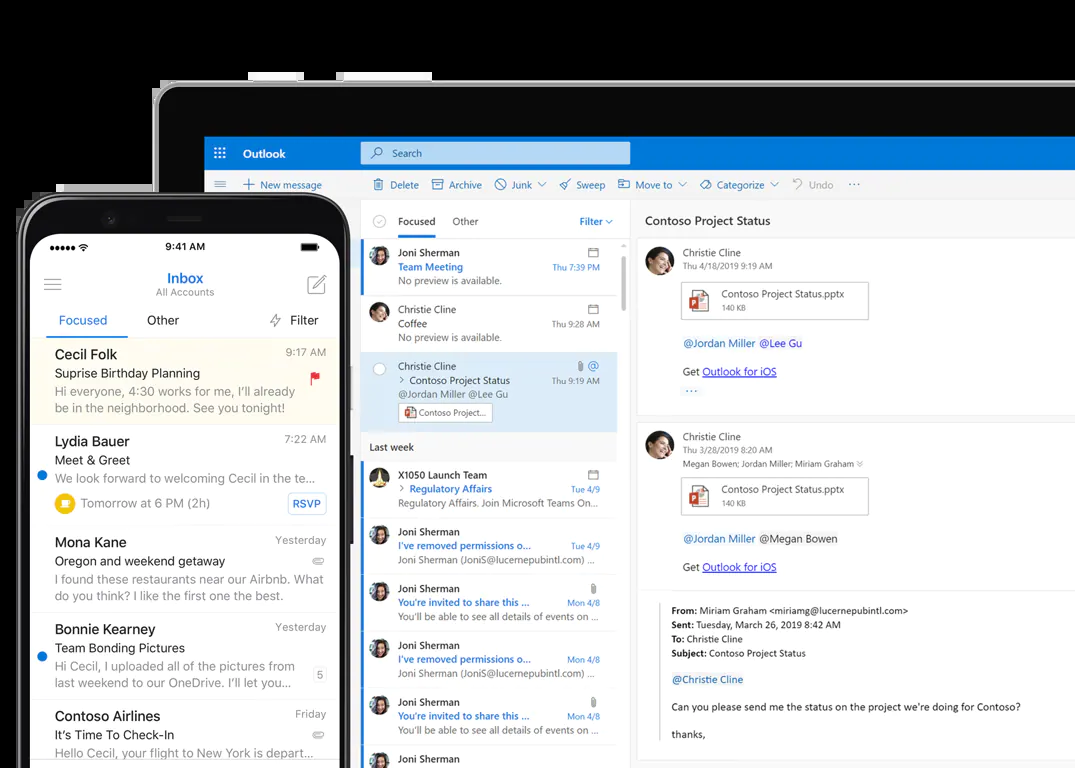 Outlook
Search
New message
Delete
Archive
Junk
Sweep
Move to
Categorize
Undo
9:41 AM
Inbox
All Accounts
Focused
Other
Filter
Cecil Folk
9:17 AM
Suprise Birthday Planning
Hi everyone, 4:30 works for me, I'll already
be in the neighborhood. See you tonight!
Lydia Bauer
7:22 AM
Meet & Greet
We look forward to welcoming Cecil in the te...
Tomorrow at 6 PM (2h)
RSVP
Mona Kane
Yesterday
Oregon and weekend getaway
I found these restaurants near our Airbnb. What
do you think? I like the first one the best.
Bonnie Kearney
Yesterday
Team Bonding Pictures
Hi Cecil, I uploaded all of the pictures from
last weekend to our OneDrive. I'll let you...
5
Contoso Airlines
Friday
It's Time To Check-In
Hello Cecil, your flight to New York is depart...
Focused
Other
Filter
Joni Sherman
Team Meeting
Thu 7:39 PM
No preview is available.
Christie Cline
Coffee
Thu 9:28 AM
No preview is available.
Christie Cline
> Contoso Project Status
Thu 9:19 AM
@Jordan Miller @Lee Gu
Contoso Project...
Last week
X1050 Launch Team
> Regulatory Affairs
Tue 4/9
Regulatory Affairs. Join Microsoft Teams On...
Joni Sherman
I've removed permissions o...
Tue 4/9
Joni Sherman (JoniS@lucernepubintl.com) ...
Joni Sherman
You're invited to share this ...
Mon 4/8
You'll be able to see all details of events on ...
Joni Sherman
I've removed permissions o...
Mon 4/8
Joni Sherman (JoniS@lucernepubintl.com) ...
Joni Sherman
You're invited to share this ...
Mon 4/8
You'll be able to see all details of events on ...
Joni Sherman
Contoso Project Status
Christie Cline
Thu 4/18/2019 9:19 AM
Contoso Project Status.pptx
140 KB
@Jordan Miller @Lee Gu
Get Outlook for iOS
...
Christie Cline
Thu 3/28/2019 8:20 AM
Megan Bowen; Jordan Miller; Miriam Graham
Contoso Project Status.pptx
140 KB
@Jordan Miller @Megan Bowen
Get Outlook for iOS
From: Miriam Graham <miriamg@lucernepubintl.com>
Sent: Tuesday, March 26, 2019 8:42 AM
To: Christie Cline
Subject: Contoso Project Status
@Christie Cline
Can you please send me the status on the project we're doing for Contoso?
thanks,